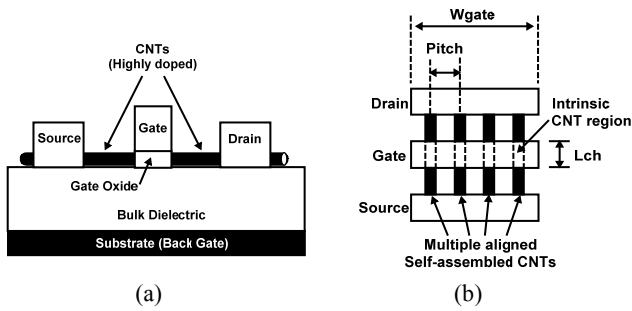 CNTs
(Highly doped)
Source
Gate
Drain
Gate Oxide
Bulk Dielectric
Substrate (Back Gate)
(a)
Wgate
Pitch
Drain
Intrinsic
CNT region
Gate
Lch
Source
Multiple aligned
Self-assembled CNTs
(b)